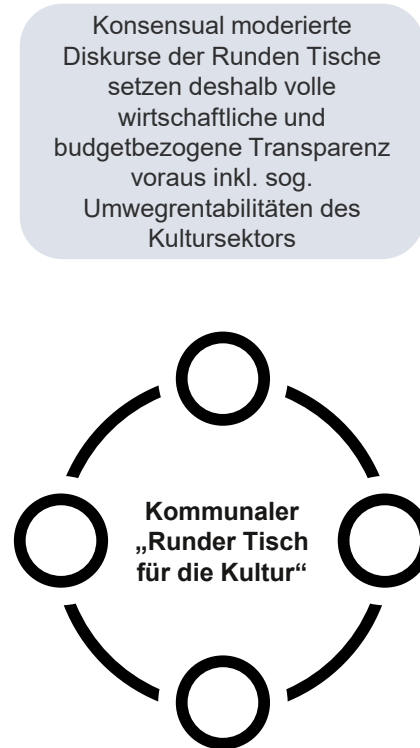 Konsensual moderierte
Diskurse der Runden Tische
setzen deshalb volle
wirtschaftliche und
budgetbezogene Transparenz
voraus inkl. sog.
Umwegrentabilitäten des
Kultursektors
Kommunaler
„Runder Tisch
für die Kultur“